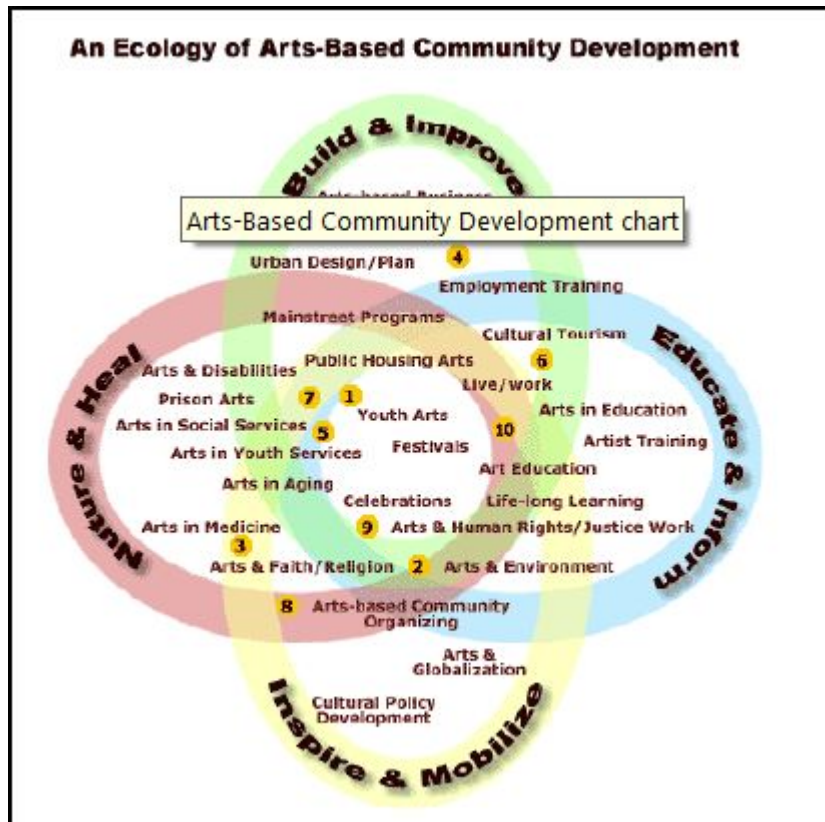 An Ecology of Arts-Based Community Development
Build & Improve
Arts-based Business
Arts-Based Community Development chart
Urban Design/Plan
4
Employment Training
Mainstreet Programs
Cultural Tourism
Nuture & Heal
Educate & Inform
Arts & Disabilities
Public Housing Arts
6
Live/work
Prison Arts
7
1
Youth Arts
Arts in Education
Arts in Social Services
5
10
Artist Training
Arts in Youth Services
Festivals
Art Education
Arts in Aging
Celebrations
Life-long Learning
Arts in Medicine
9
Arts & Human Rights/Justice Work
3
Arts & Faith/Religion
2
Arts & Environment
8
Arts-based Community
Organizing
Arts &
Globalization
Cultural Policy
Development
Inspire & Mobilize